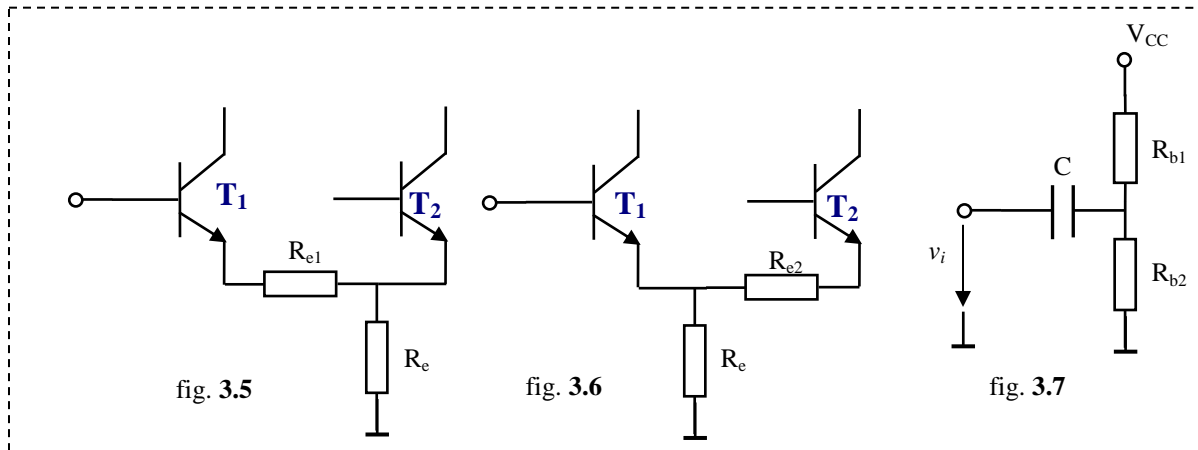 T1
T2
Re1
Re
fig. 3.5
T1
T2
Re2
Re
fig. 3.6
VCC
Rb1
C
vi
Rb2
fig. 3.7